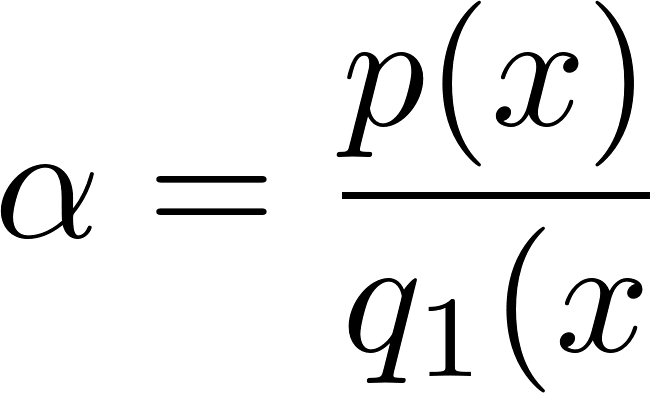 α = p(x) / q₁(x